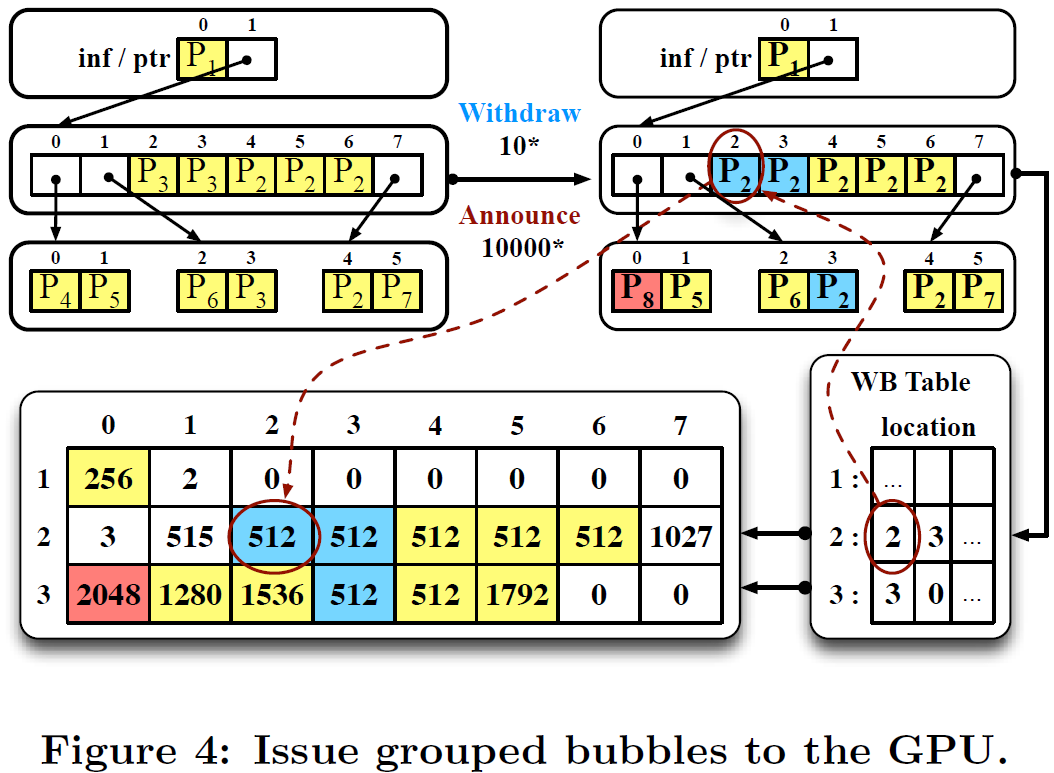 0 1
inf / ptr P1
0 1 2 3 4 5 6 7
P3 P3 P2 P2 P2
0 1 2 3 4 5
P4 P5 P6 P3 P2 P7
Withdraw
10*
Announce
10000*
0 1
inf / ptr P1
0 1 2 3 4 5 6 7
P2 P2 P2 P2 P2
0 1 2 3 4 5
P8 P5 P6 P2 P2 P7
0 1 2 3 4 5 6 7
1 256 2 0 0 0 0 0 0
2 3 515 512 512 512 512 512 1027
3 2048 1280 1536 512 512 1792 0 0
WB Table
location
1 : ...
2 : 2 3 ...
3 : 3 0 ...
Figure 4: Issue grouped bubbles to the GPU.